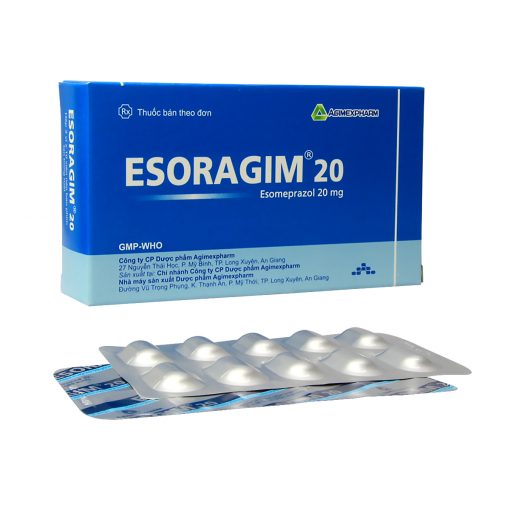 Rx Thuốc bán theo đơn
AGIMEXPHARM
ESORAGIM® 20
Esomeprazol 20 mg
GMP-WHO
Công ty CP Dược phẩm Agimexpharm
27 Nguyễn Thái Học, P. Mỹ Bình, TP. Long Xuyên, An Giang
Sản xuất tại: Chi nhánh Công ty CP Dược phẩm Agimexpharm
Nhà máy sản xuất Dược phẩm Agimexpharm
Đường Vũ Trọng Phụng, K. Thạnh An, P. Mỹ Thới, TP. Long Xuyên, An Giang
ESORAGIM® 20
20